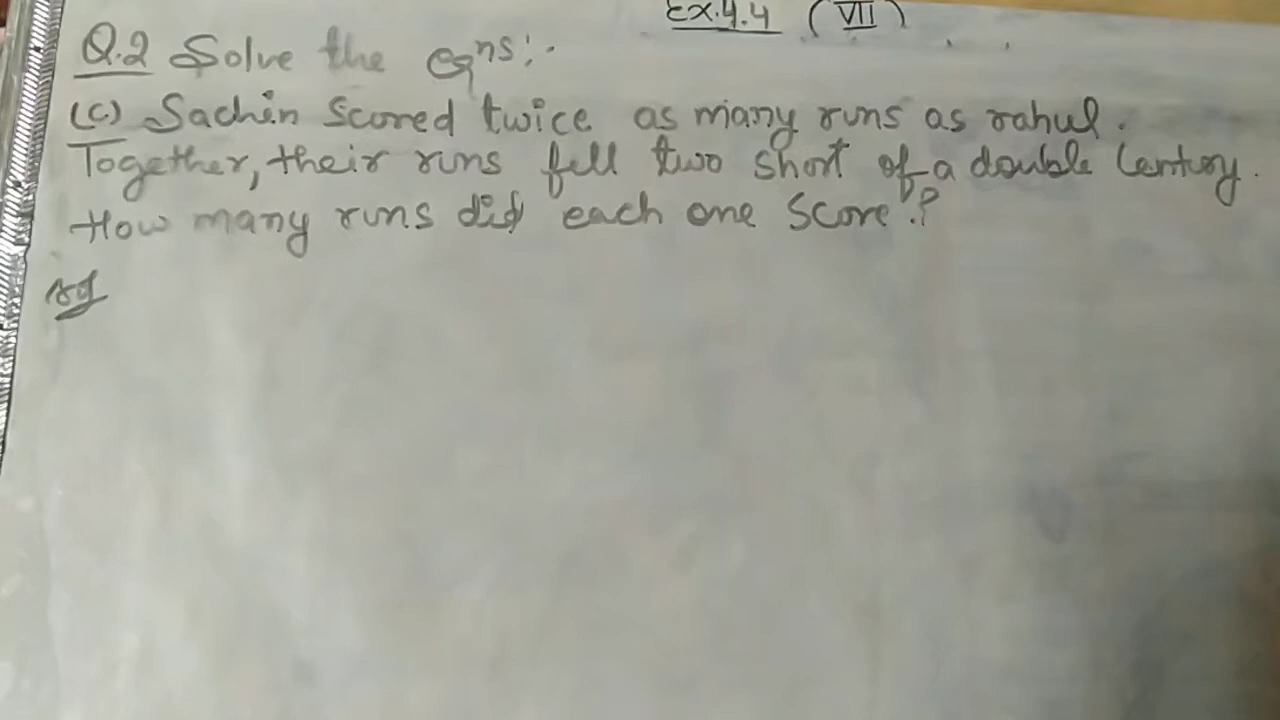 Ex.4.4 (VII)
Q.2 Solve the eqns:-
(c) Sachin scored twice as many runs as rahul.
Together, their runs fell two short of a double Century.
How many runs did each one Score?